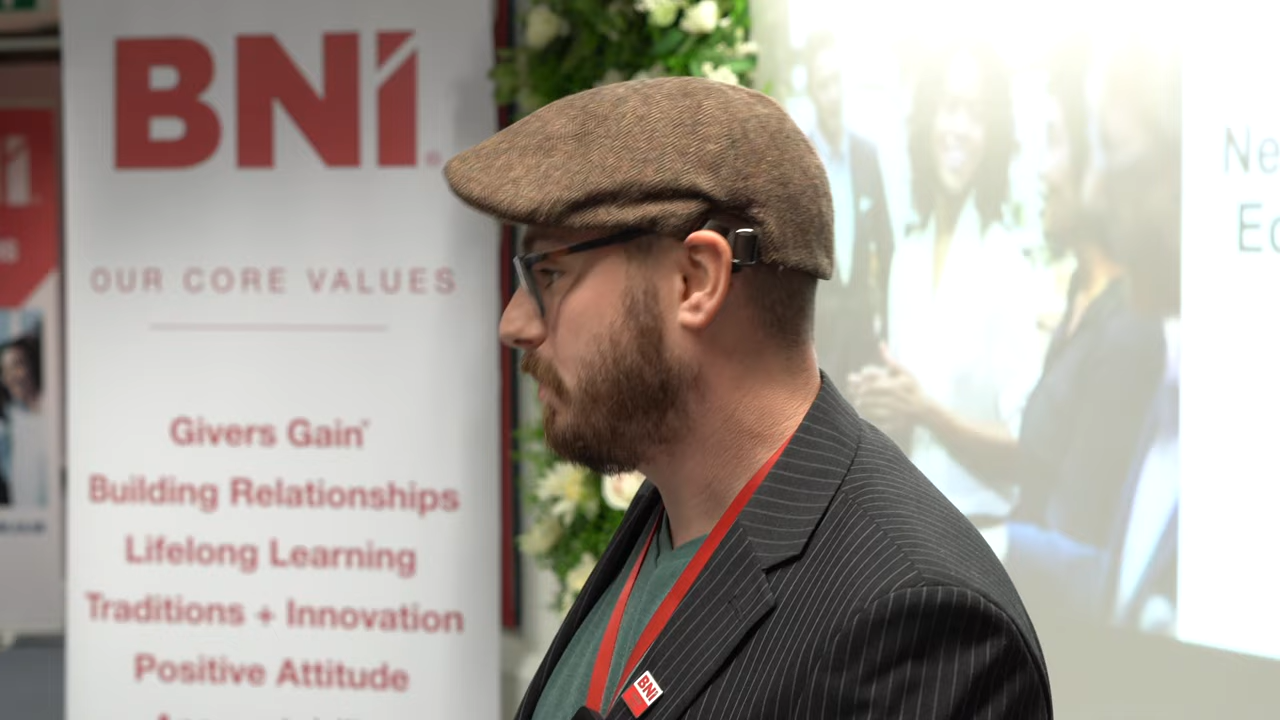 BNI
OUR CORE VALUES
Givers Gain®
Building Relationships
Lifelong Learning
Traditions + Innovation
Positive Attitude
BNI